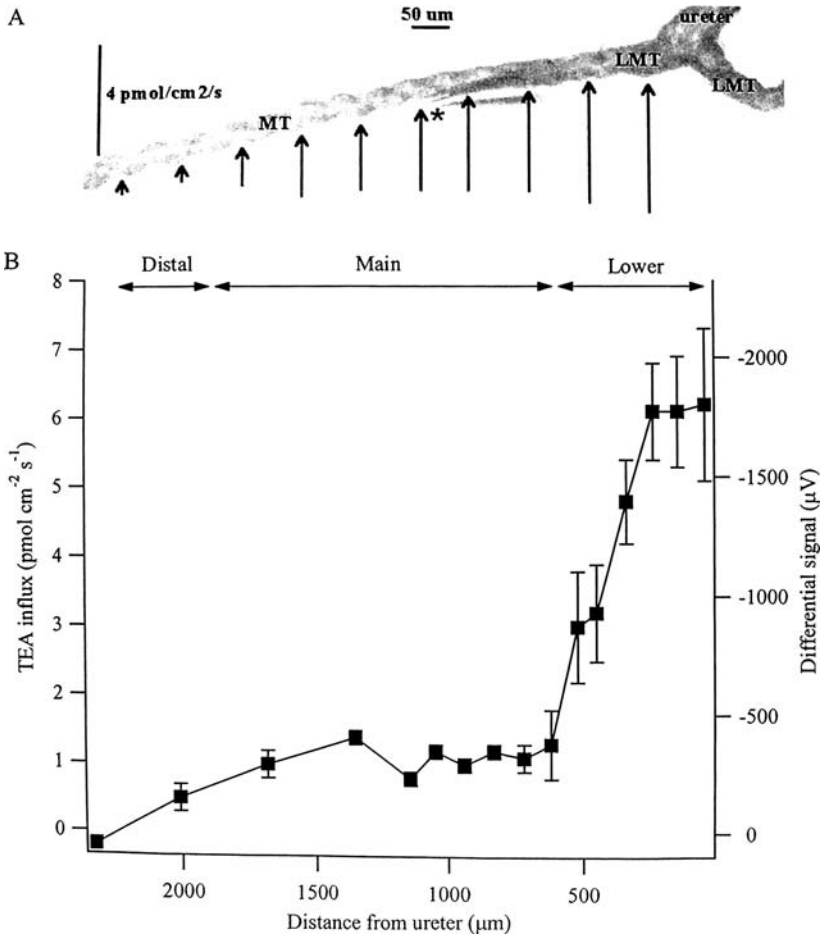 A
50 um
ureter
LMT
LMT
4 pmol/cm2/s
MT
*
B
Distal
Main
Lower
8
7
6
5
4
3
2
1
0
TEA influx (pmol cm⁻² s⁻¹)
-2000
-1500
-1000
-500
0
Differential signal (µV)
2000
1500
1000
500
Distance from ureter (µm)